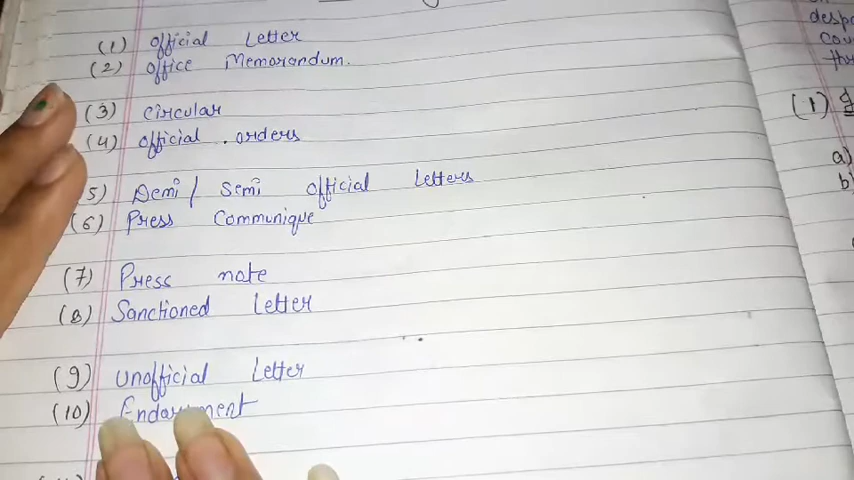 (1) official Letter
(2) office Memorandum.
(3) circular
(4) official orders
5) Demi / Semi official Letters
(6) Press Communique
(7) Press note
(8) Sanctioned Letter
(9) unofficial Letter
(10)
(1)
a)
b)